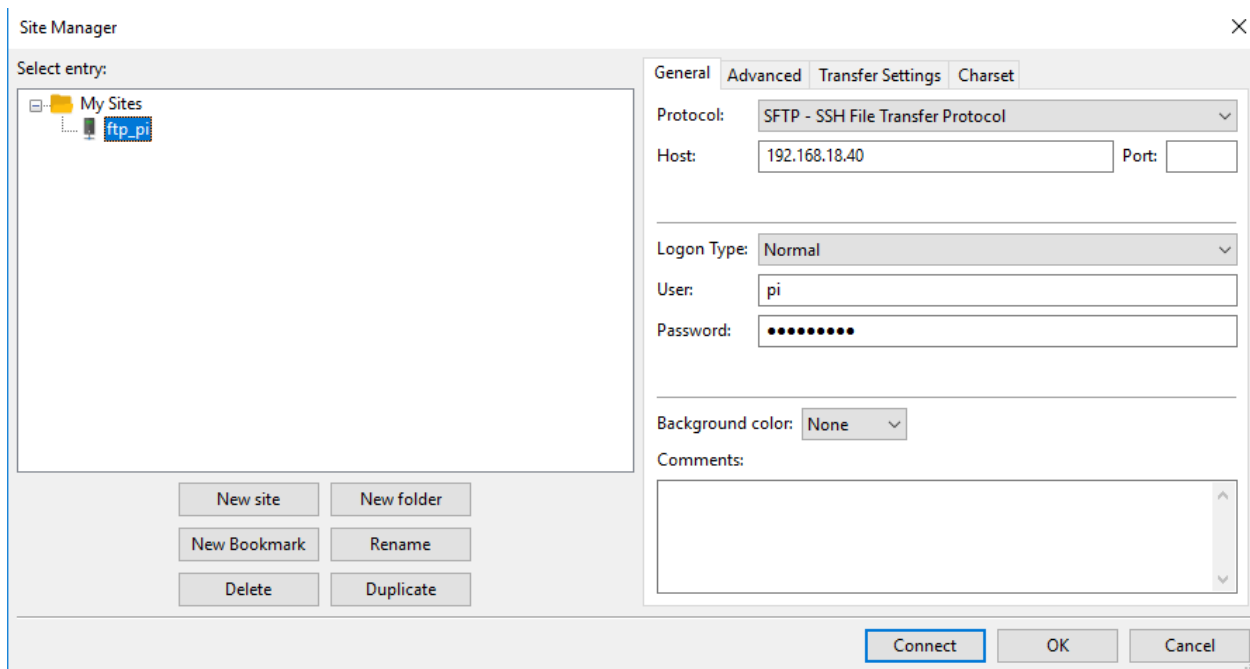 Site Manager
Select entry:
My Sites
ftp_pi
New site New folder
New Bookmark Rename
Delete Duplicate
General Advanced Transfer Settings Charset
Protocol: SFTP - SSH File Transfer Protocol
Host: 192.168.18.40 Port:
Logon Type: Normal
User: pi
Password: •••••••••
Background color: None
Comments:
Connect OK Cancel